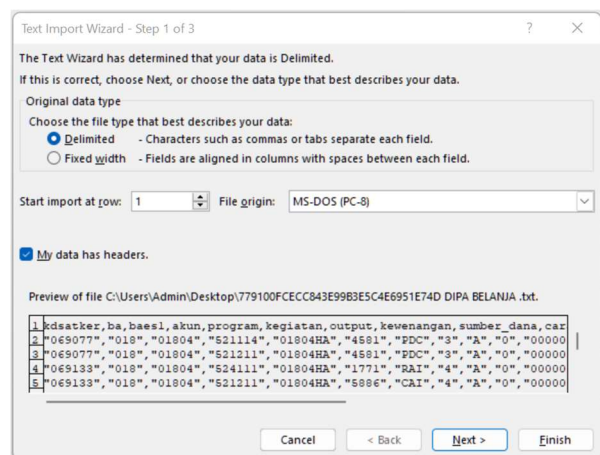 Text Import Wizard - Step 1 of 3 ? ×
The Text Wizard has determined that your data is Delimited.
If this is correct, choose Next, or choose the data type that best describes your data.
Original data type
Choose the file type that best describes your data:
Delimited - Characters such as commas or tabs separate each field.
Fixed width - Fields are aligned in columns with spaces between each field.
Start import at row: 1 File origin: MS-DOS (PC-8)
My data has headers.
Preview of file C:\Users\Admin\Desktop\779100FCECC843E99B3E5C4E6951E74D DIPA BELANJA .txt.
1 kdsatker,ba,baes1,akun,program,kegiatan,output,kewenangan,sumber_dana,car
2 "069077","018","01804","521114","01804HA","4581","PDC","3","A","0","00000
3 "069077","018","01804","521211","01804HA","4581","PDC","3","A","0","00000
4 "069133","018","01804","524111","01804HA","1771","RAI","4","A","0","00000
5 "069133","018","01804","521211","01804HA","5886","CAI","4","A","0","00000
Cancel < Back Next > Finish